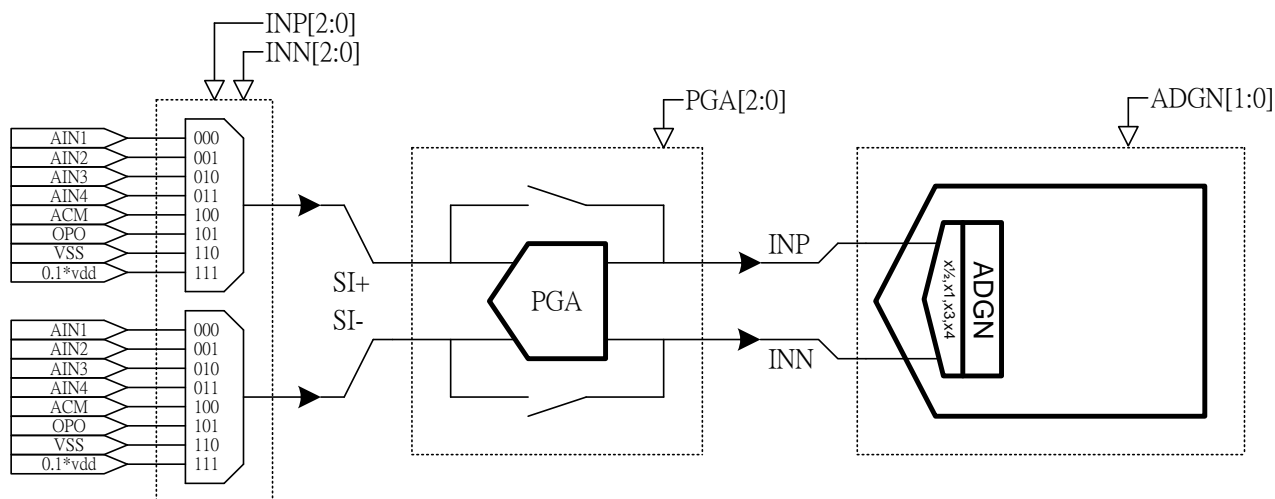 INP[2:0]
INN[2:0]
PGA[2:0]
ADGN[1:0]
AIN1 000
AIN2 001
AIN3 010
AIN4 011
ACM 100
OPO 101
VSS 110
0.1*vdd 111
SI+
SI-
PGA
INP
INN
ADGN
x½,x1,x3,x4
AIN1 000
AIN2 001
AIN3 010
AIN4 011
ACM 100
OPO 101
VSS 110
0.1*vdd 111